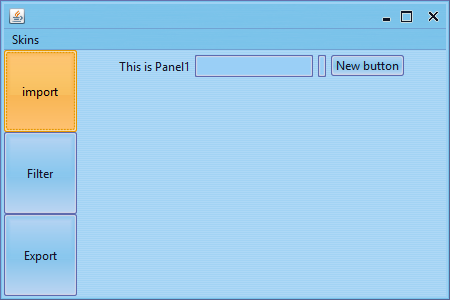 Skins
import
This is Panel1 New button
Filter
Export